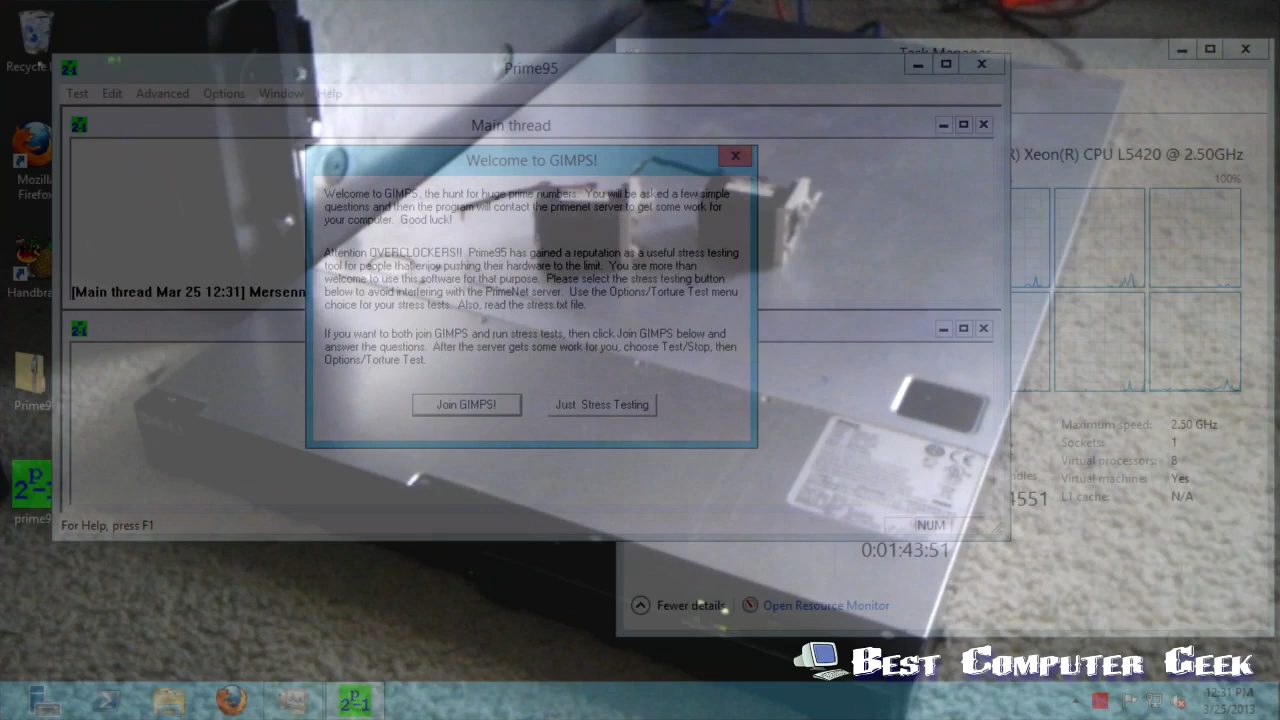 Recycle
Task Manager
Prime95
Test Edit Advanced Options Window Help
Main thread
Welcome to GIMPS!
R) Xeon(R) CPU L5420 @ 2.50GHz
100%
Mozill
Firefox
Welcome to GIMPS, the hunt for huge prime numbers. You will be asked a few simple
questions and then the program will contact the primenet server to get some work for
your computer. Good luck!
Attention OVERCLOCKERS!! Prime95 has gained a reputation as a useful stress testing
tool for people that enjoy pushing their hardware to the limit. You are more than
welcome to use this software for that purpose. Please select the stress testing button
below to avoid interfering with the PrimeNet server. Use the Options/Torture Test menu
choice for your stress tests. Also, read the stress.txt file.
Handbra
[Main thread Mar 25 12:31] Mersenn
If you want to both join GIMPS and run stress tests, then click Join GIMPS below and
answer the questions. After the server gets some work for you, choose Test/Stop, then
Options/Torture Test.
Join GIMPS! Just Stress Testing
Prime95
Maximum speed: 2.50 GHz
Sockets: 1
Virtual processors: 8
Virtual machine: Yes
L1 cache: N/A
ndles
4551
p
2-1
prime95
For Help, press F1
NUM
0:01:43:51
Fewer details
Open Resource Monitor
BEST COMPUTER GEEK
12:31 PM
3/25/2013